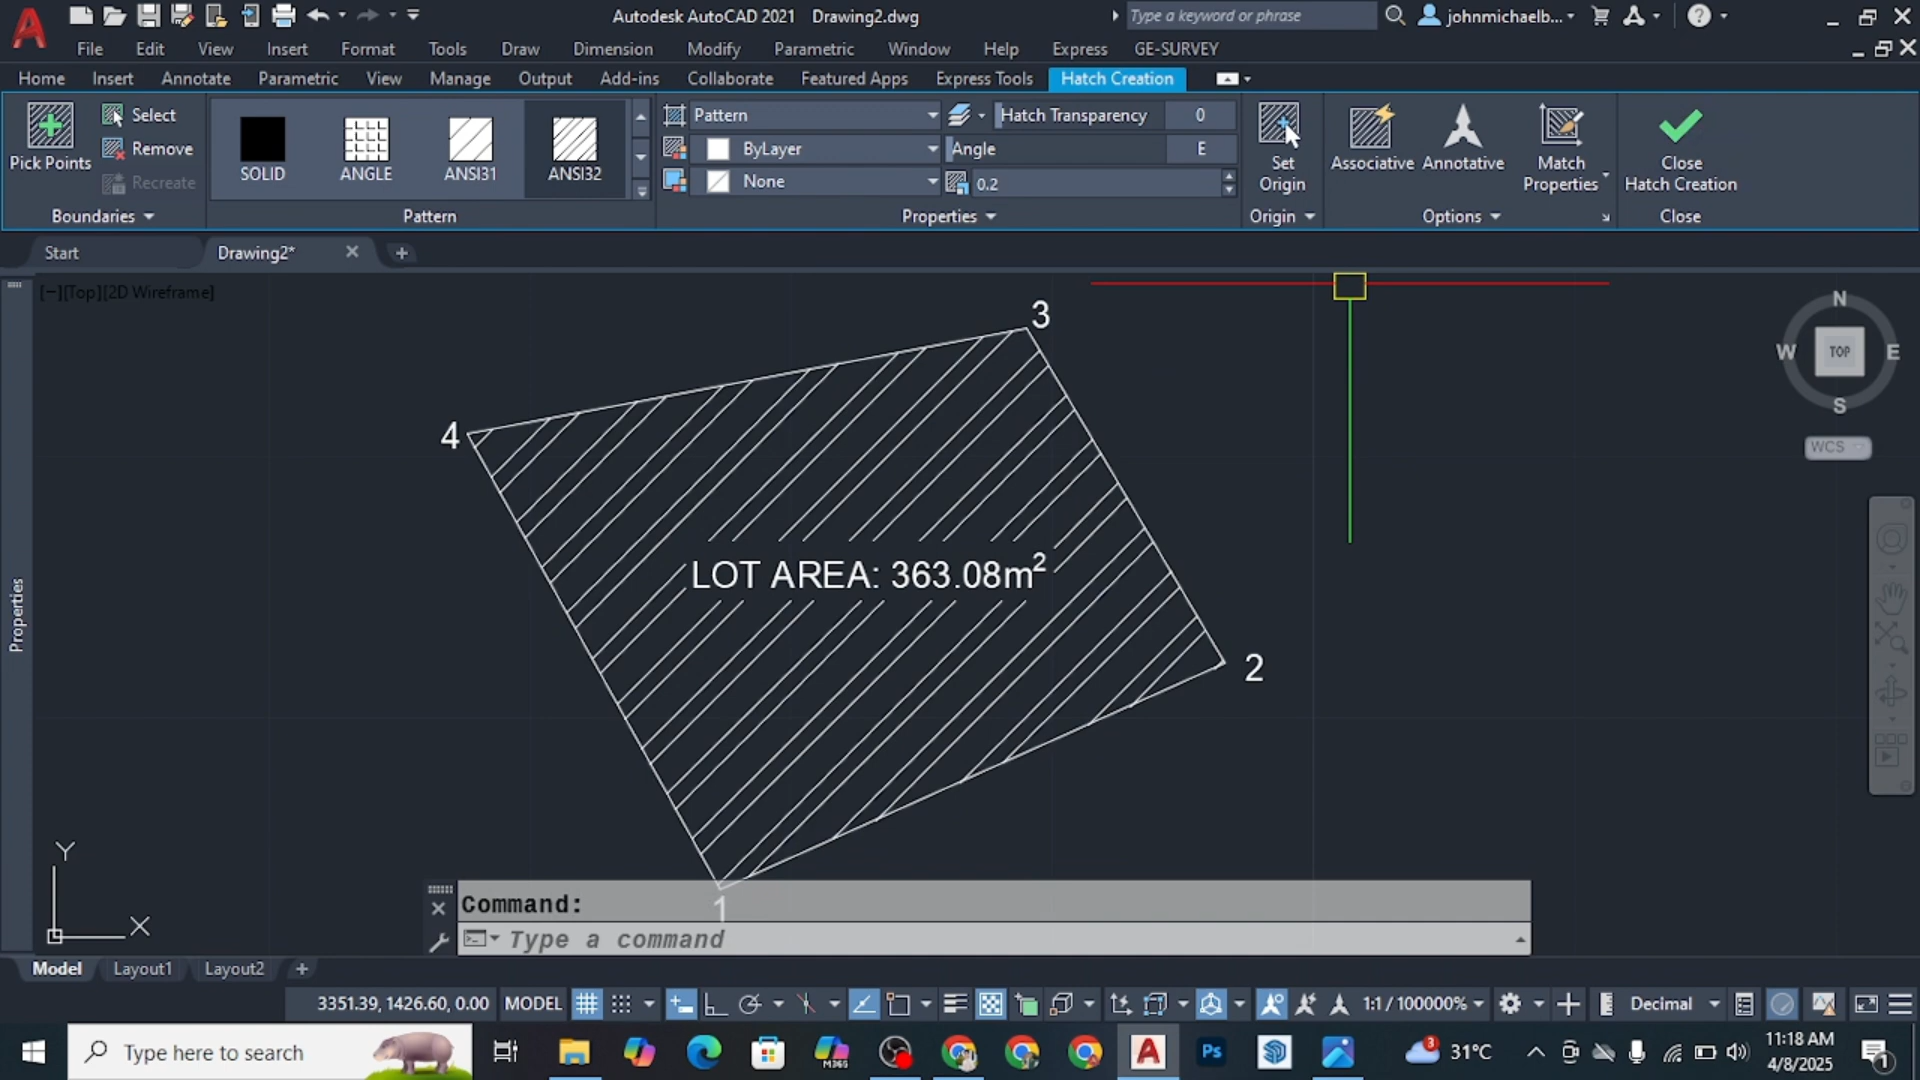 Autodesk AutoCAD 2021 Drawing2.dwg
Type a keyword or phrase
johnmichaelb...
File Edit View Insert Format Tools Draw Dimension Modify Parametric Window Help Express GE-SURVEY
Home Insert Annotate Parametric View Manage Output Add-ins Collaborate Featured Apps Express Tools Hatch Creation
Pick Points
Select
Remove
Recreate
Boundaries
SOLID ANGLE ANSI31 ANSI32
Pattern
Pattern
ByLayer
None
Hatch Transparency 0
Angle E
0.2
Properties
Set Origin
Origin
Associative Annotative Match Properties
Options
Close Hatch Creation
Close
Start Drawing2*
[−][Top][2D Wireframe]
3
4
LOT AREA: 363.08m²
2
1
N
W TOP E
S
WCS
Properties
Y
X
Command:
Type a command
Model Layout1 Layout2
3351.39, 1426.60, 0.00 MODEL 1:1 / 100000% Decimal
Type here to search
M365
Ps
3
31°C
11:18 AM
4/8/2025
1